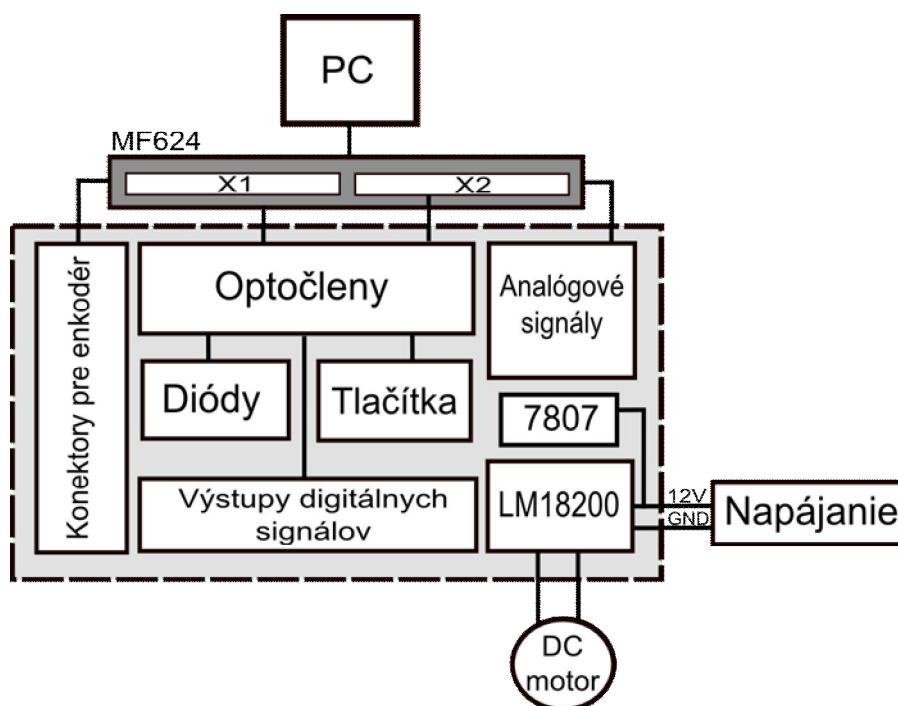 PC
MF624
X1
X2
Konektory pre enkodér
Optočleny
Analógové
signály
Diódy
Tlačítka
7807
Výstupy digitálnych
signálov
LM18200
12V
GND
Napájanie
DC
motor